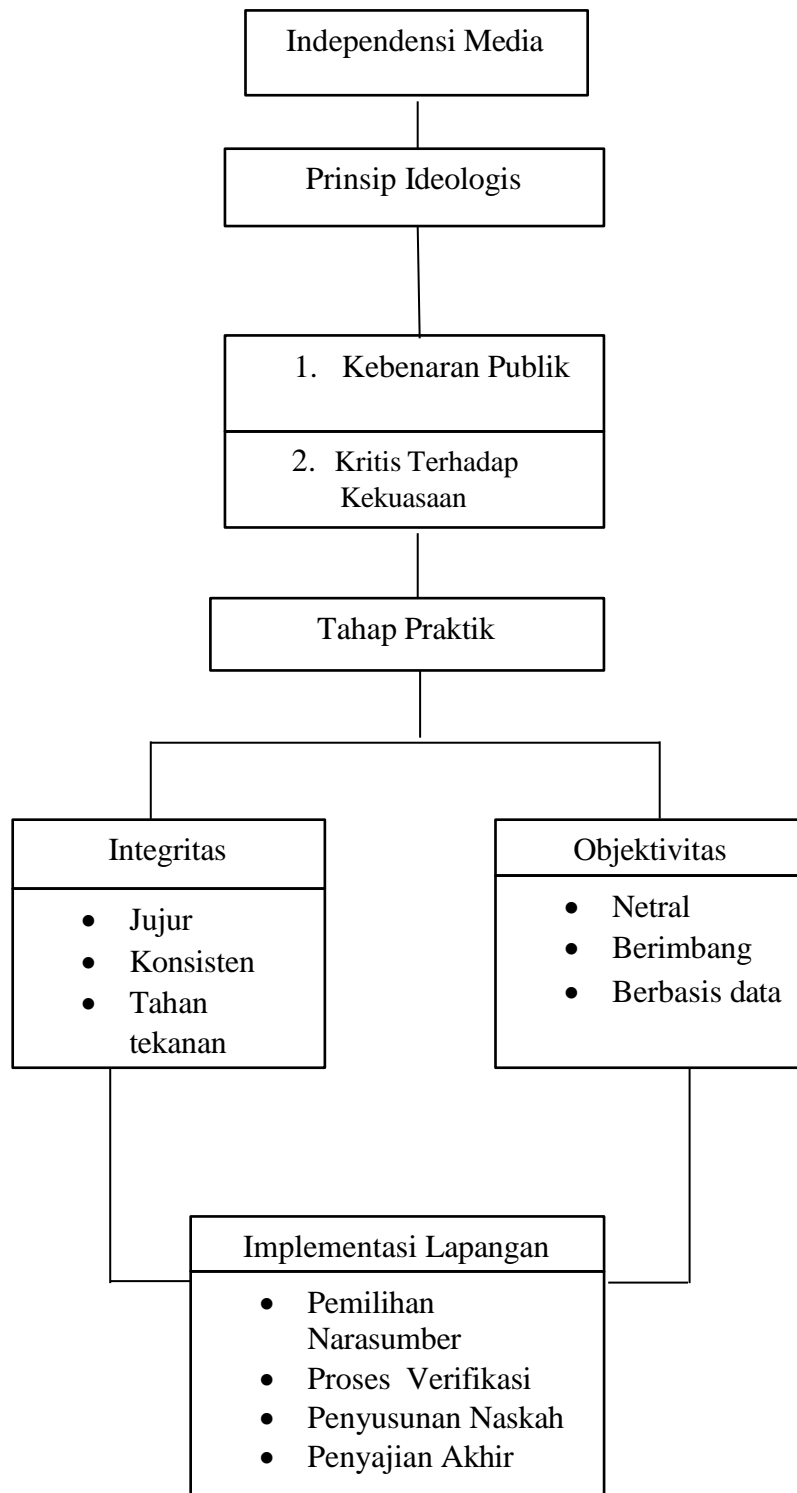 Independensi Media
Prinsip Ideologis
1. Kebenaran Publik
2. Kritis Terhadap
Kekuasaan
Tahap Praktik
Integritas
• Jujur
• Konsisten
• Tahan
tekanan
Objektivitas
• Netral
• Berimbang
• Berbasis data
Implementasi Lapangan
• Pemilihan
Narasumber
• Proses Verifikasi
• Penyusunan Naskah
• Penyajian Akhir